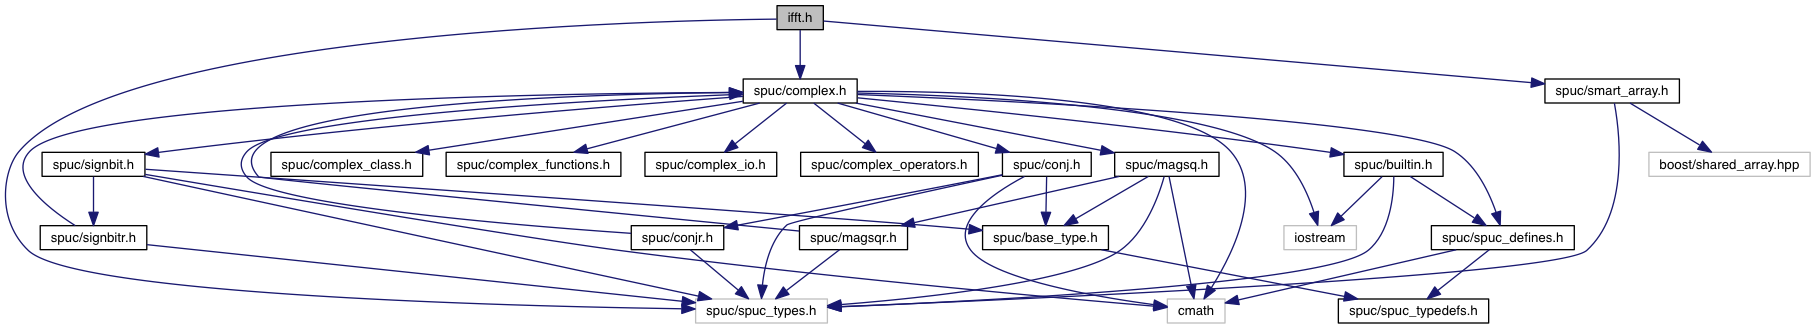 ifft.h
spuc/complex.h
spuc/smart_array.h
spuc/signbit.h
spuc/complex_class.h
spuc/complex_functions.h
spuc/complex_io.h
spuc/complex_operators.h
spuc/conj.h
spuc/magsq.h
spuc/builtin.h
boost/shared_array.hpp
spuc/signbitr.h
spuc/conjr.h
spuc/magsqr.h
spuc/base_type.h
iostream
spuc/spuc_defines.h
spuc/spuc_types.h
cmath
spuc/spuc_typedefs.h